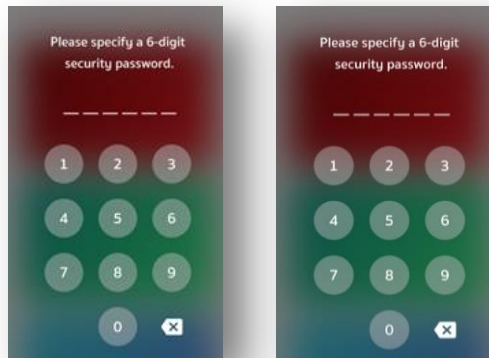 Please specify a 6-digit
security password.
1 2 3
4 5 6
7 8 9
0
Please specify a 6-digit
security password.
1 2 3
4 5 6
7 8 9
0